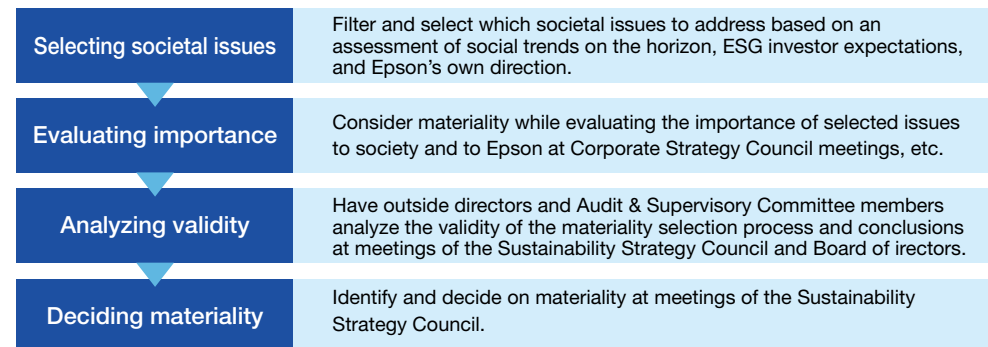 Selecting societal issues
Filter and select which societal issues to address based on an
assessment of social trends on the horizon, ESG investor expectations,
and Epson's own direction.
Evaluating importance
Consider materiality while evaluating the importance of selected issues
to society and to Epson at Corporate Strategy Council meetings, etc.
Analyzing validity
Have outside directors and Audit & Supervisory Committee members
analyze the validity of the materiality selection process and conclusions
at meetings of the Sustainability Strategy Council and Board of irectors.
Deciding materiality
Identify and decide on materiality at meetings of the Sustainability
Strategy Council.